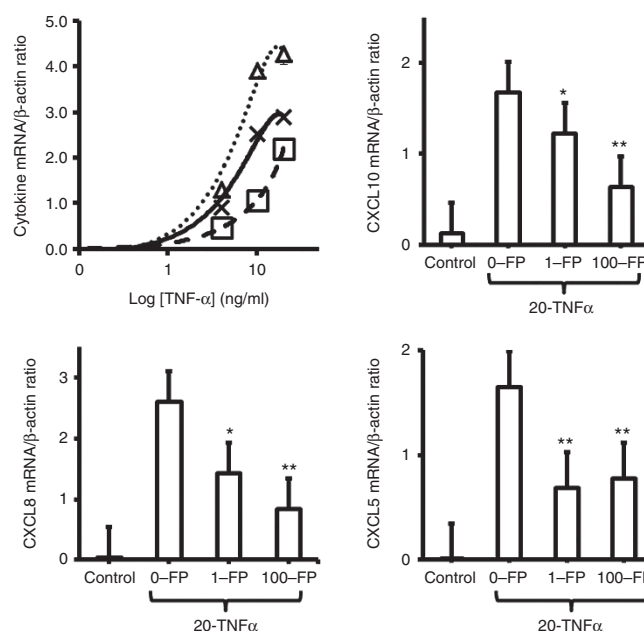 Cytokine mRNA/β-actin ratio
5.0
4.0
3.0
2.0
1.0
0.0
0 1 10
Log [TNF-α] (ng/ml)
CXCL10 mRNA/β-actin ratio
2
1
0
*
**
Control 0–FP 1–FP 100–FP
20-TNFα
CXCL8 mRNA/β-actin ratio
3
2
1
0
*
**
Control 0–FP 1–FP 100–FP
20-TNFα
CXCL5 mRNA/β-actin ratio
2
1
0
**
**
Control 0–FP 1–FP 100–FP
20-TNFα